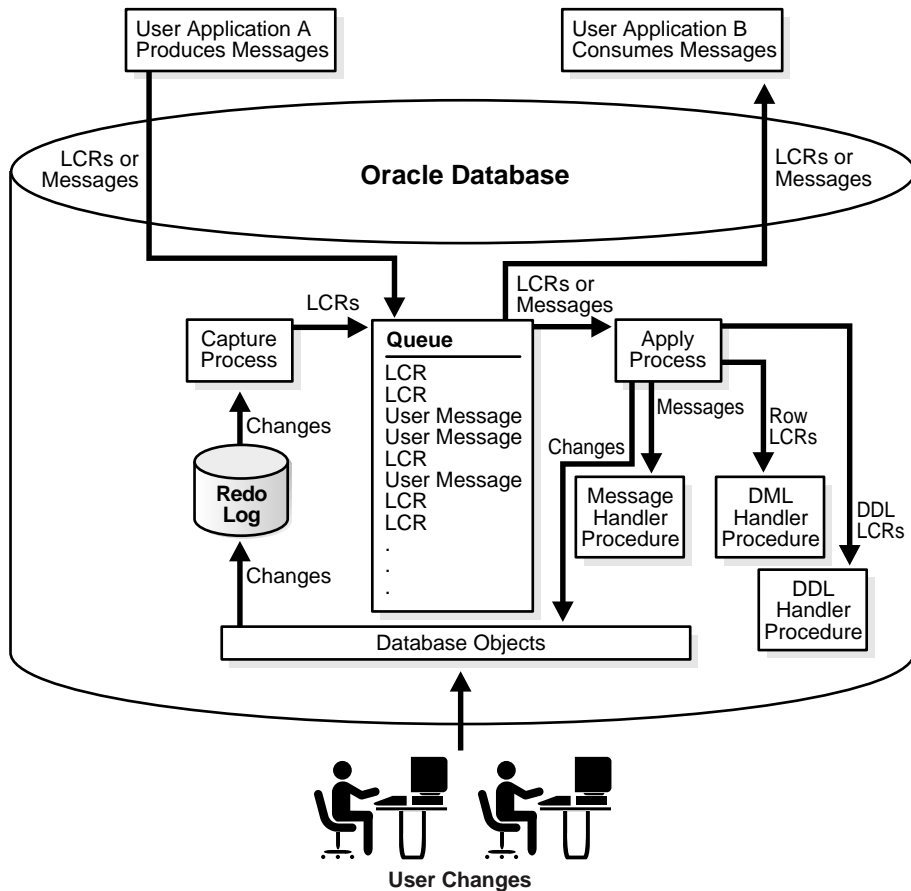 User Application A
Produces Messages
User Application B
Consumes Messages
LCRs or
Messages
Oracle Database
LCRs or
Messages
LCRs
LCRs or
Messages
Capture
Process
Queue
LCR
LCR
User Message
User Message
LCR
User Message
LCR
LCR
.
.
.
Apply
Process
Changes
Messages
Row
LCRs
Changes
Redo
Log
Message
Handler
Procedure
DML
Handler
Procedure
DDL
LCRs
Changes
DDL
Handler
Procedure
Database Objects
User Changes